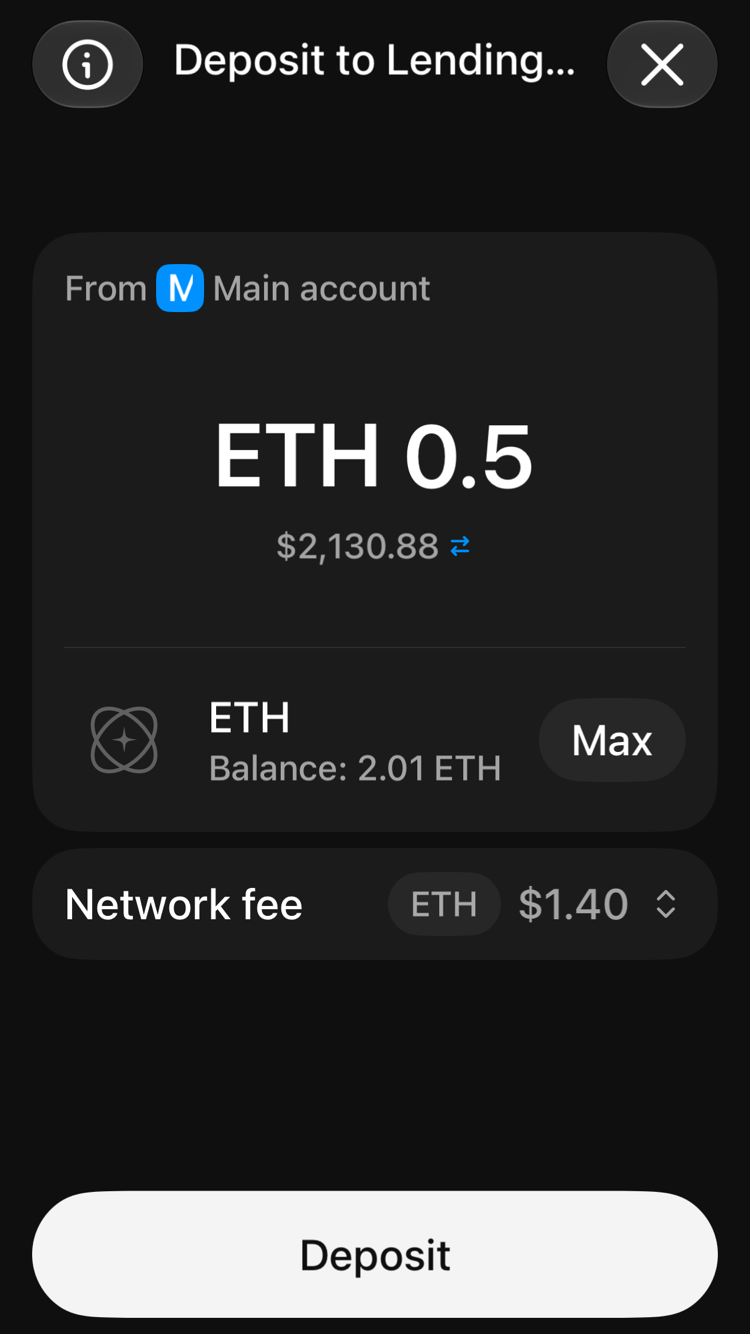 Deposit to Lending...
From M Main account
ETH 0.5
$2,130.88
ETH
Balance: 2.01 ETH
Max
Network fee ETH $1.40
Deposit